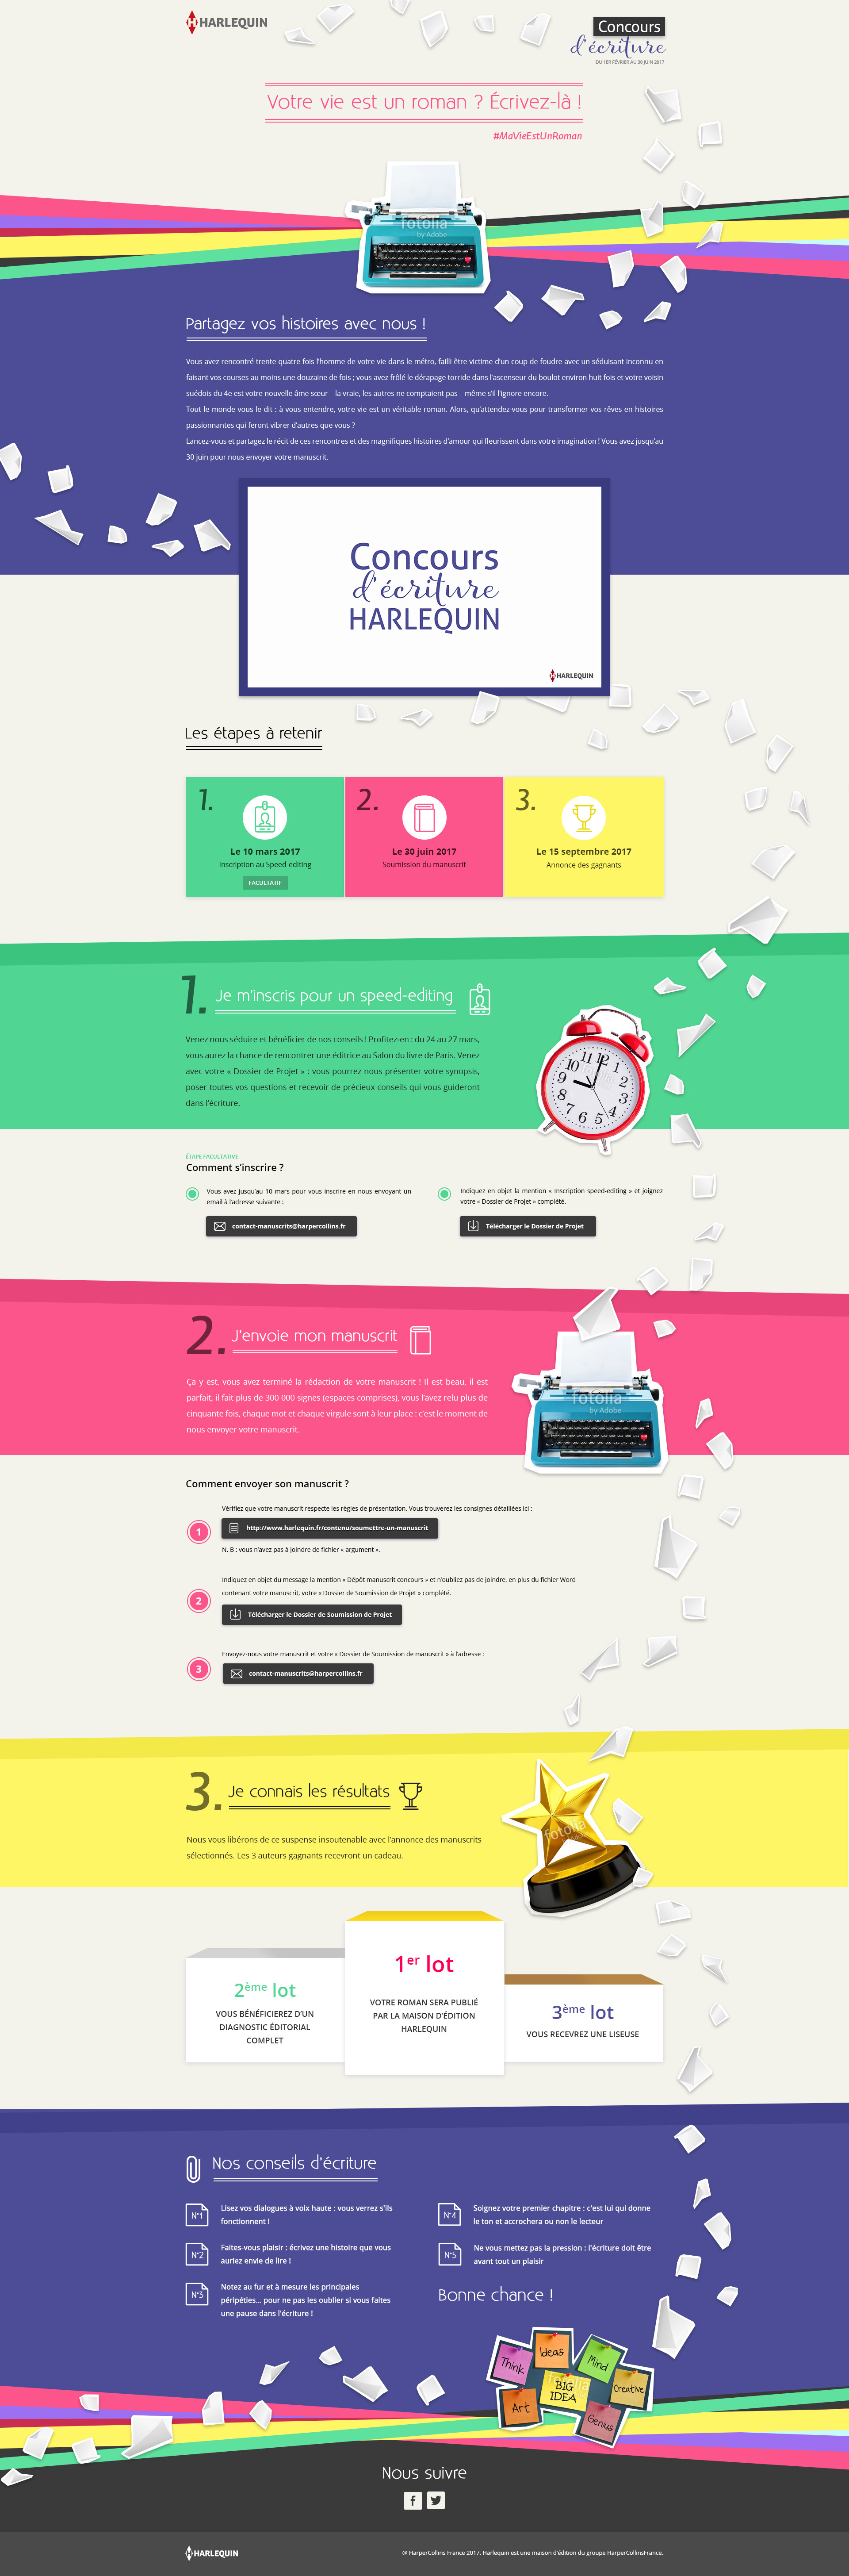 HARLEQUIN
Concours
d'écriture
DU 1ER FÉVRIER AU 30 JUIN 2017
Votre vie est un roman ? Écrivez-là !
#MaVieEstUnRoman
fotolia
by Adobe
Partagez vos histoires avec nous !
Vous avez rencontré trente-quatre fois l'homme de votre vie dans le métro, failli être victime d'un coup de foudre avec un séduisant inconnu en
faisant vos courses au moins une douzaine de fois ; vous avez frôlé le dérapage torride dans l'ascenseur du boulot environ huit fois et votre voisin
suédois du 4e est votre nouvelle âme sœur – la vraie, les autres ne comptaient pas – même s'il l'ignore encore.
Tout le monde vous le dit : à vous entendre, votre vie est un véritable roman. Alors, qu'attendez-vous pour transformer vos rêves en histoires
passionnantes qui feront vibrer d'autres que vous ?
Lancez-vous et partagez le récit de ces rencontres et des magnifiques histoires d'amour qui fleurissent dans votre imagination ! Vous avez jusqu'au
30 juin pour nous envoyer votre manuscrit.
Concours
d'écriture
HARLEQUIN
HARLEQUIN
Les étapes à retenir
1.
Le 10 mars 2017
Inscription au Speed-editing
FACULTATIF
2.
Le 30 juin 2017
Soumission du manuscrit
3.
Le 15 septembre 2017
Annonce des gagnants
1. Je m'inscris pour un speed-editing
Venez nous séduire et bénéficier de nos conseils ! Profitez-en : du 24 au 27 mars,
vous aurez la chance de rencontrer une éditrice au Salon du livre de Paris. Venez
avec votre « Dossier de Projet » : vous pourrez nous présenter votre synopsis,
poser toutes vos questions et recevoir de précieux conseils qui vous guideront
dans l'écriture.
12 1 2 3 4 5 6 7 8 9 10 11
ÉTAPE FACULTATIVE
Comment s'inscrire ?
Vous avez jusqu'au 10 mars pour vous inscrire en nous envoyant un
email à l'adresse suivante :
contact-manuscrits@harpercollins.fr
Indiquez en objet la mention « Inscription speed-editing » et joignez
votre « Dossier de Projet » complété.
Télécharger le Dossier de Projet
2. J'envoie mon manuscrit
Ça y est, vous avez terminé la rédaction de votre manuscrit ! Il est beau, il est
parfait, il fait plus de 300 000 signes (espaces comprises), vous l'avez relu plus de
cinquante fois, chaque mot et chaque virgule sont à leur place : c'est le moment de
nous envoyer votre manuscrit.
fotolia
by Adobe
Comment envoyer son manuscrit ?
1
Vérifiez que votre manuscrit respecte les règles de présentation. Vous trouverez les consignes détaillées ici :
http://www.harlequin.fr/contenu/soumettre-un-manuscrit
N. B : vous n'avez pas à joindre de fichier « argument ».
2
Indiquez en objet du message la mention « Dépôt manuscrit concours » et n'oubliez pas de joindre, en plus du fichier Word
contenant votre manuscrit, votre « Dossier de Soumission de Projet » complété.
Télécharger le Dossier de Soumission de Projet
3
Envoyez-nous votre manuscrit et votre « Dossier de Soumission de manuscrit » à l'adresse :
contact-manuscrits@harpercollins.fr
3. Je connais les résultats
Nous vous libérons de ce suspense insoutenable avec l'annonce des manuscrits
sélectionnés. Les 3 auteurs gagnants recevront un cadeau.
fotolia
2ème lot
VOUS BÉNÉFICIEREZ D'UN
DIAGNOSTIC ÉDITORIAL
COMPLET
1er lot
VOTRE ROMAN SERA PUBLIÉ
PAR LA MAISON D'ÉDITION
HARLEQUIN
3ème lot
VOUS RECEVREZ UNE LISEUSE
Nos conseils d'écriture
N°1
Lisez vos dialogues à voix haute : vous verrez s'ils
fonctionnent !
N°2
Faites-vous plaisir : écrivez une histoire que vous
auriez envie de lire !
N°3
Notez au fur et à mesure les principales
péripéties... pour ne pas les oublier si vous faites
une pause dans l'écriture !
N°4
Soignez votre premier chapitre : c'est lui qui donne
le ton et accrochera ou non le lecteur
N°5
Ne vous mettez pas la pression : l'écriture doit être
avant tout un plaisir
Bonne chance !
Think
Ideas
Mind
BIG
IDEA
Creative
Art
Genius
Nous suivre
HARLEQUIN
@ HarperCollins France 2017. Harlequin est une maison d'édition du groupe HarperCollinsFrance.